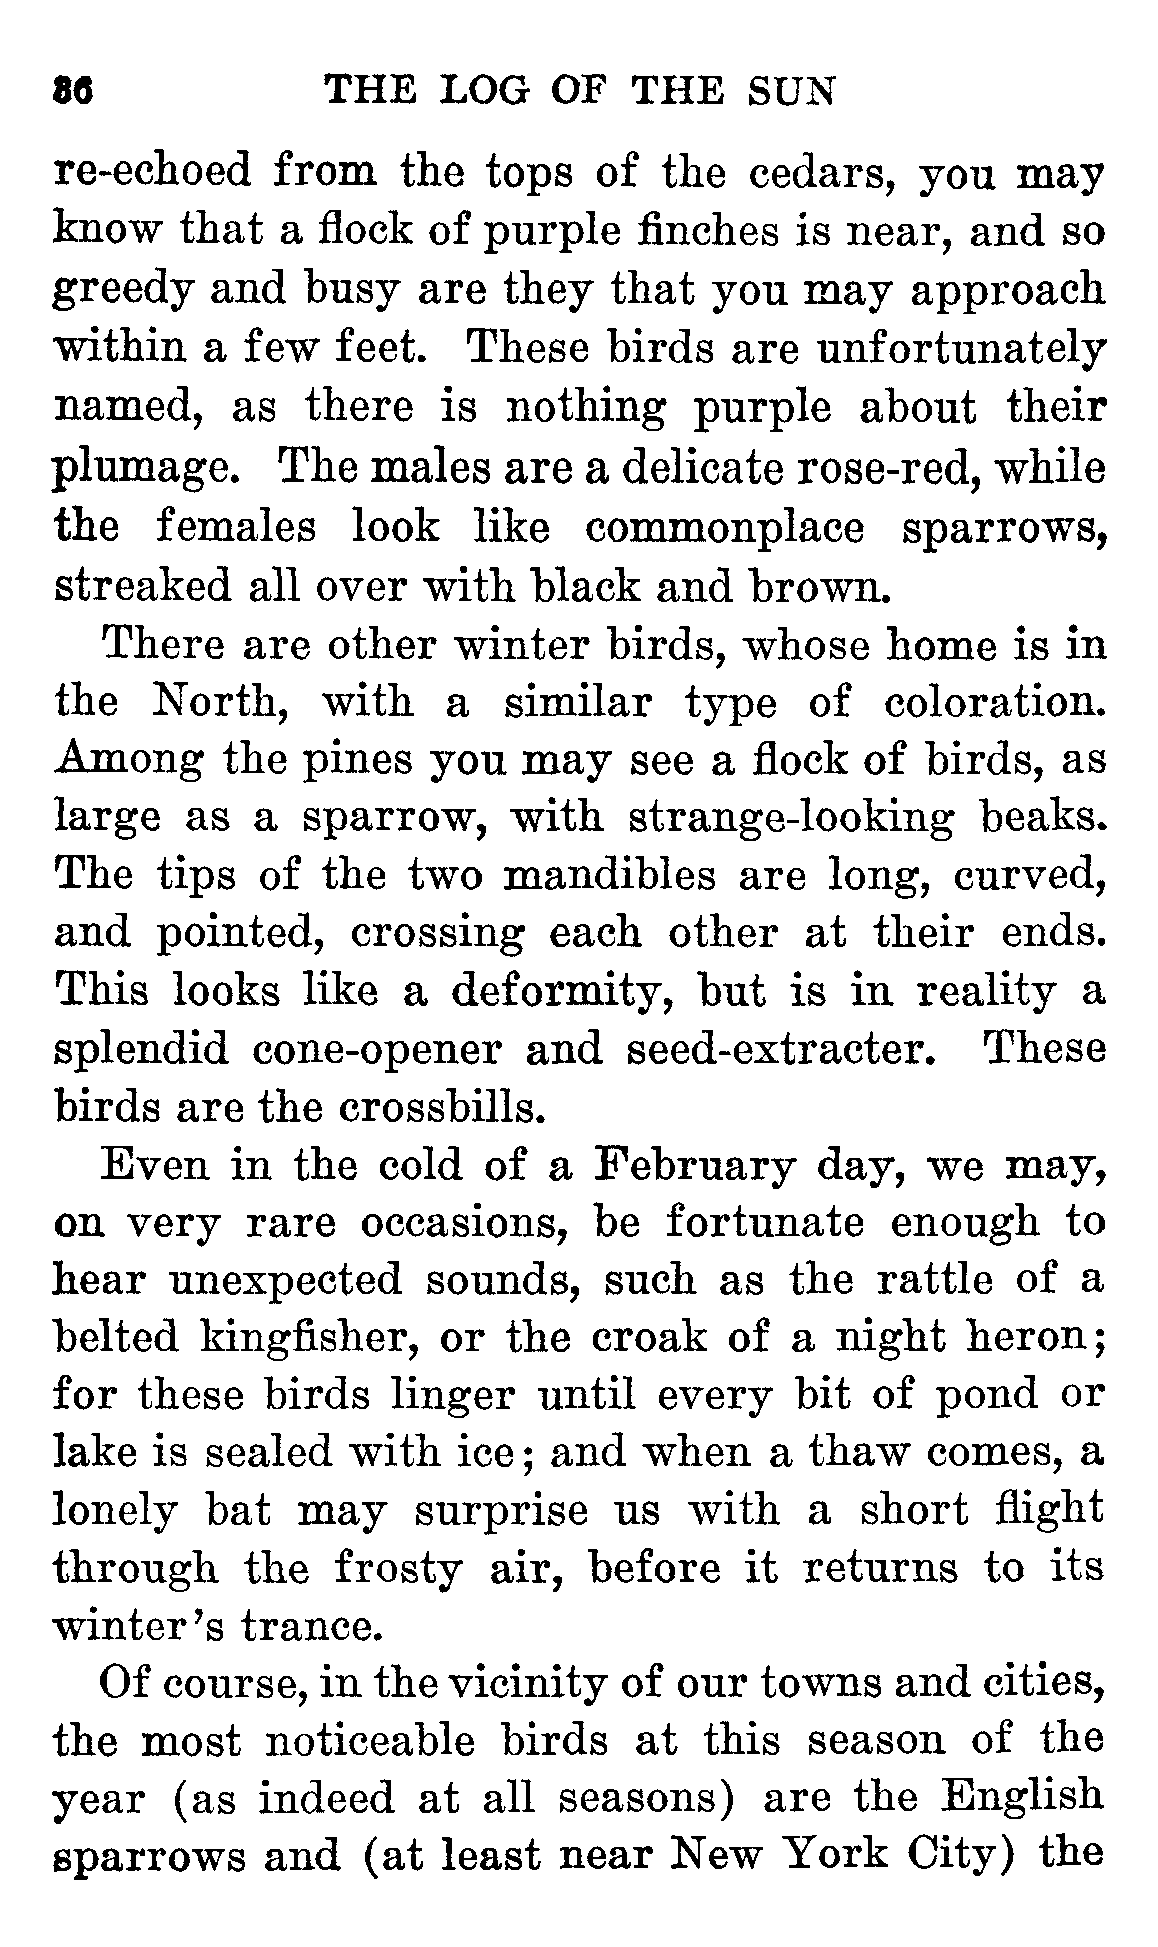 36 THE LOG OF THE SUN
re-echoed from the tops of the cedars, you may
know that a flock of purple finches is near, and so
greedy and busy are they that you may approach
within a few feet. These birds are unfortunately
named, as there is nothing purple about their
plumage. The males are a delicate rose-red, while
the females look like commonplace sparrows,
streaked all over with black and brown.
There are other winter birds, whose home is in
the North, with a similar type of coloration.
Among the pines you may see a flock of birds, as
large as a sparrow, with strange-looking beaks.
The tips of the two mandibles are long, curved,
and pointed, crossing each other at their ends.
This looks like a deformity, but is in reality a
splendid cone-opener and seed-extracter. These
birds are the crossbills.
Even in the cold of a February day, we may,
on very rare occasions, be fortunate enough to
hear unexpected sounds, such as the rattle of a
belted kingfisher, or the croak of a night heron;
for these birds linger until every bit of pond or
lake is sealed with ice; and when a thaw comes, a
lonely bat may surprise us with a short flight
through the frosty air, before it returns to its
winter's trance.
Of course, in the vicinity of our towns and cities,
the most noticeable birds at this season of the
year (as indeed at all seasons) are the English
sparrows and (at least near New York City) the